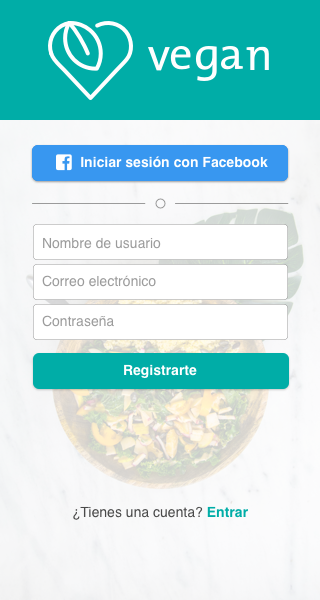 vegan
Iniciar sesión con Facebook
Nombre de usuario
Correo electrónico
Contraseña
Registrarte
¿Tienes una cuenta? Entrar